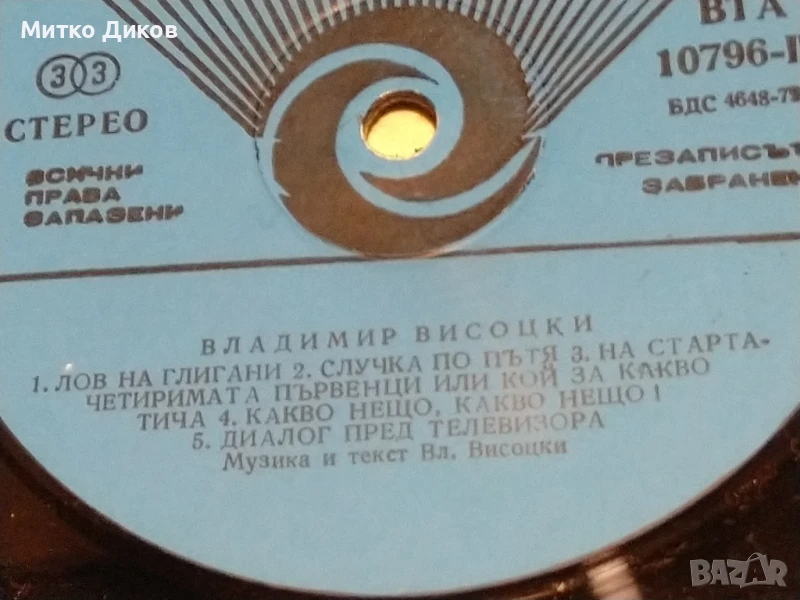 Митко Диков
33
СТЕРЕО
ВСИЧКИ
ПРАВА
ЗАПАЗЕНИ
ВТА
10796-I
БДС 4648-7
ПРЕЗАПИСЪТ
ЗАБРАНЕН
ВЛАДИМИР ВИСОЦКИ
1. ЛОВ НА ГЛИГАНИ 2. СЛУЧКА ПО ПЪТЯ 3. НА СТАРТА-
ЧЕТИРИМАТА ПЪРВЕНЦИ ИЛИ КОЙ ЗА КАКВО
ТИЧА 4. КАКВО НЕЩО, КАКВО НЕЩО!
5. ДИАЛОГ ПРЕД ТЕЛЕВИЗОРА
Музика и текст Вл. Висоцки
BAZAR